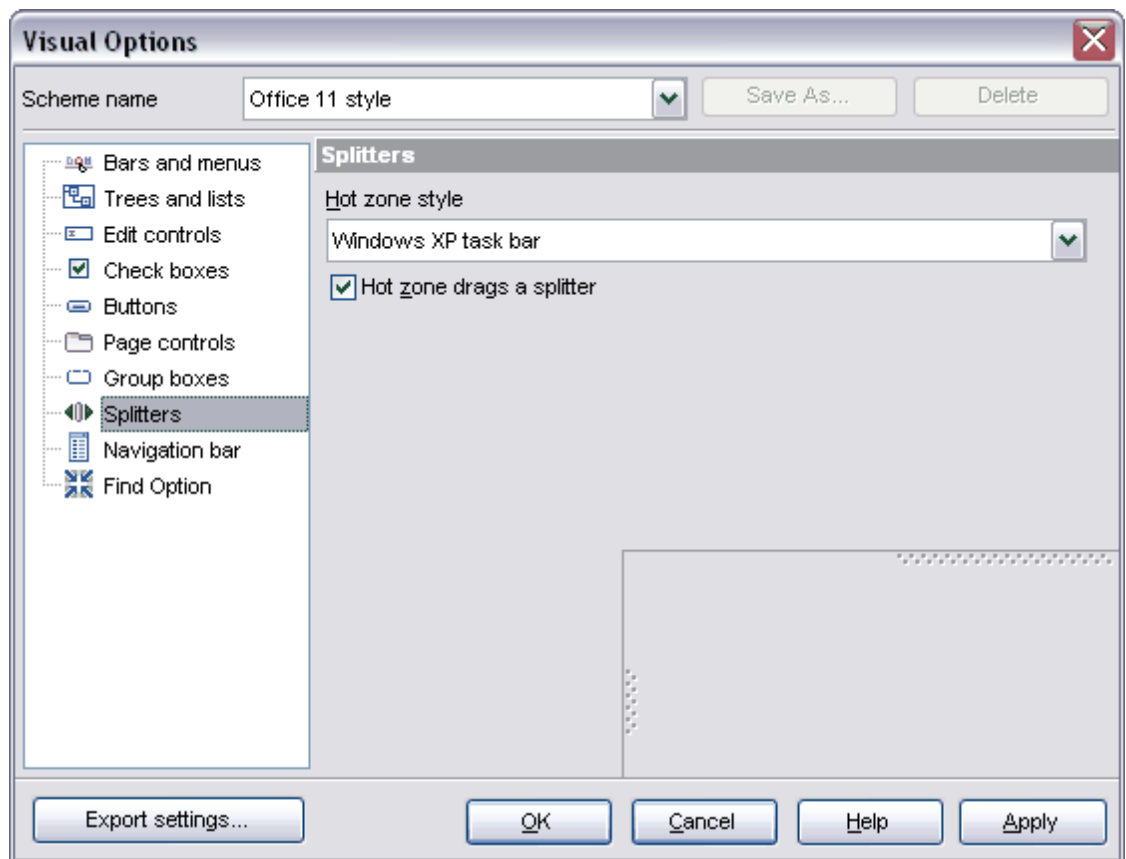 Visual Options
Scheme name
Office 11 style
Save As...
Delete
Bars and menus
Trees and lists
Edit controls
Check boxes
Buttons
Page controls
Group boxes
Splitters
Navigation bar
Find Option
Splitters
Hot zone style
Windows XP task bar
Hot zone drags a splitter
Export settings...
OK
Cancel
Help
Apply